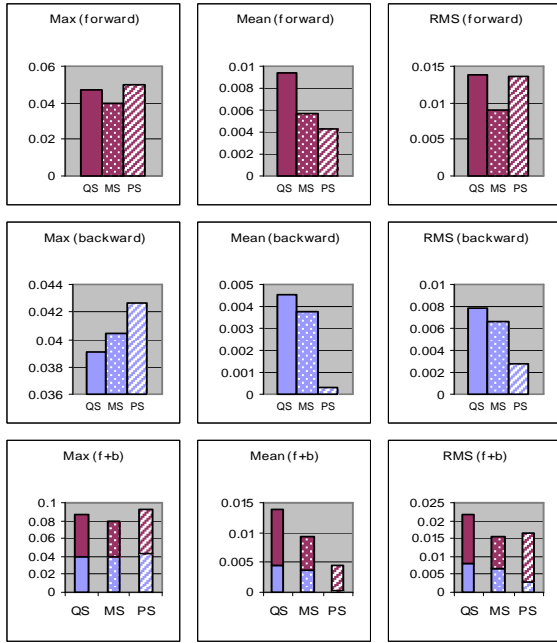 Max (forward)
0.06
0.04
0.02
0
QS MS PS
Mean (forward)
0.01
0.008
0.006
0.004
0.002
0
QS MS PS
RMS (forward)
0.015
0.01
0.005
0
QS MS PS
Max (backward)
0.044
0.042
0.04
0.038
0.036
QS MS PS
Mean (backward)
0.005
0.004
0.003
0.002
0.001
0
QS MS PS
RMS (backward)
0.01
0.008
0.006
0.004
0.002
0
QS MS PS
Max (f+b)
0.1
0.08
0.06
0.04
0.02
0
QS MS PS
Mean (f+b)
0.015
0.01
0.005
0
QS MS PS
RMS (f+b)
0.025
0.02
0.015
0.01
0.005
0
QS MS PS